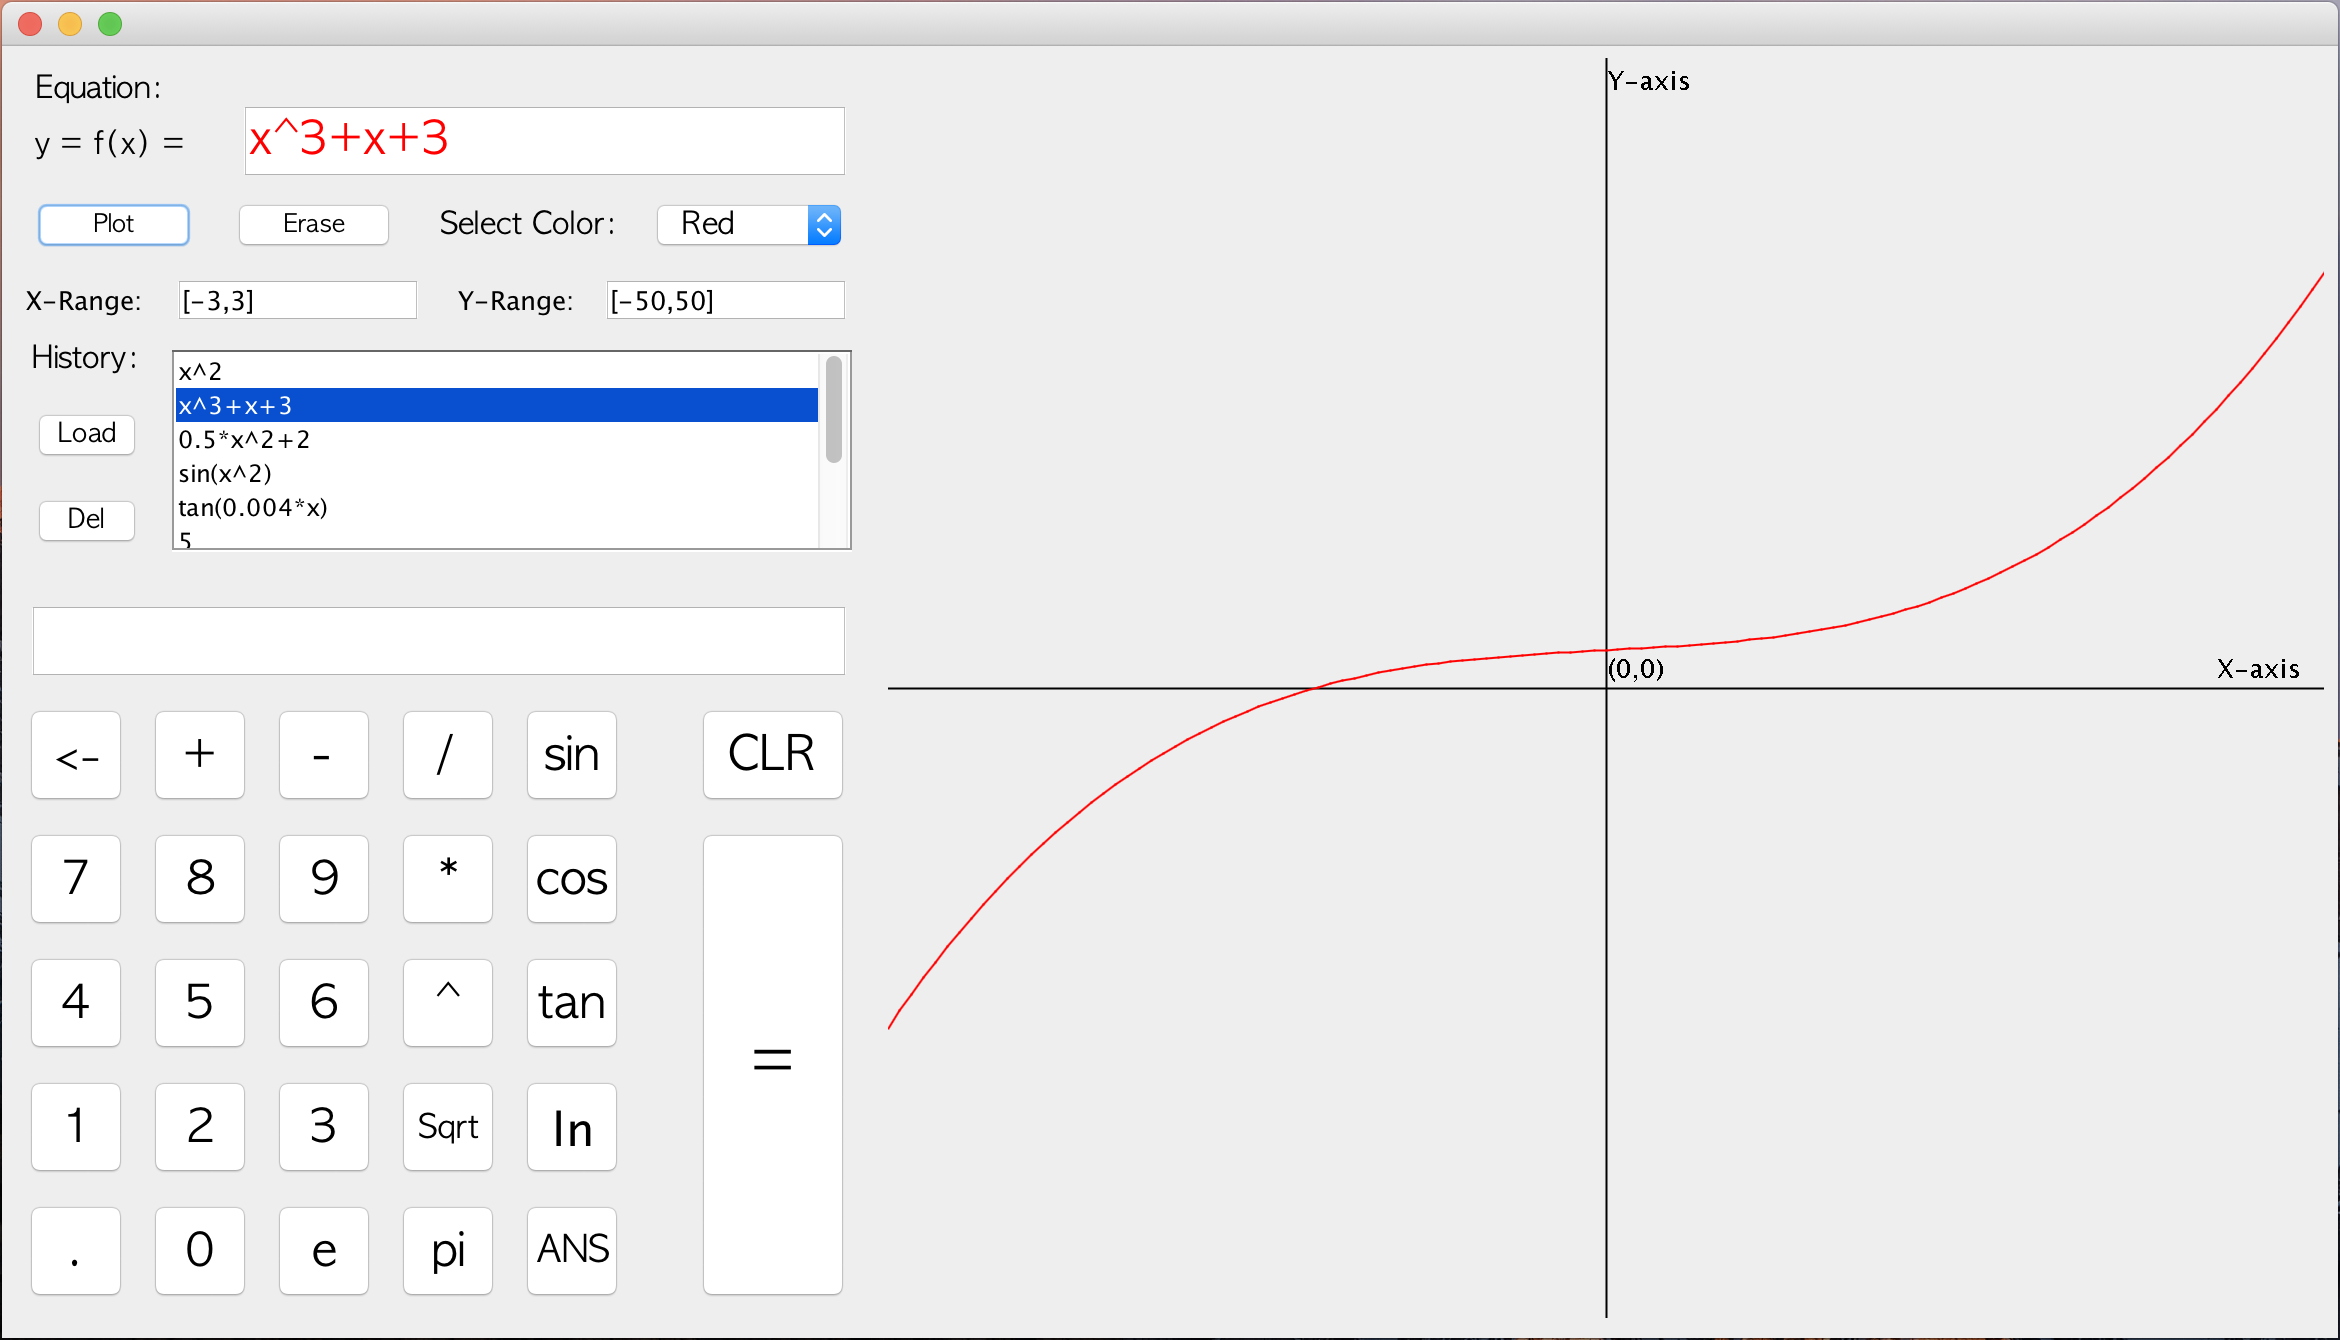 Equation:
y = f(x) = x^3+x+3
Plot Erase Select Color: Red
X-Range: [-3,3] Y-Range: [-50,50]
History:
x^2
x^3+x+3
0.5*x^2+2
sin(x^2)
tan(0.004*x)
5
Load
Del
<- + - / sin CLR
7 8 9 * cos
4 5 6 ^ tan
=
1 2 3 Sqrt ln
. 0 e pi ANS
Y-axis
(0,0)
X-axis